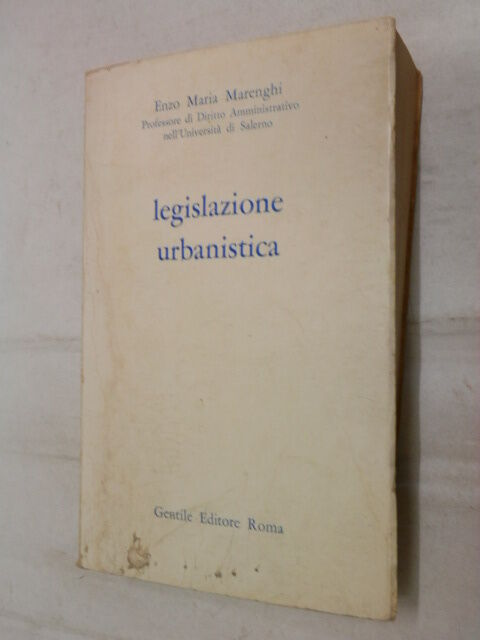 Enzo Maria Marenghi
Professore di Diritto Amministrativo
nell'Università di Salerno
legislazione
urbanistica
Gentile Editore Roma